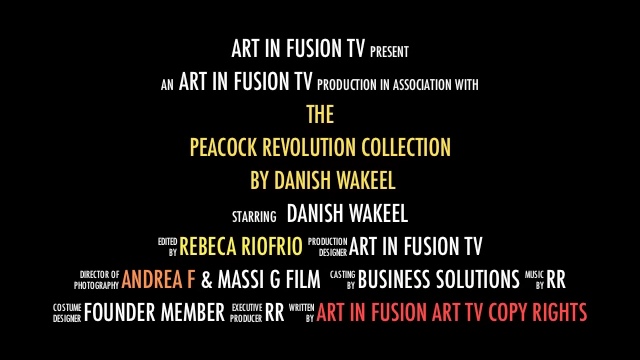 ART IN FUSION TV PRESENT
AN ART IN FUSION TV PRODUCTION IN ASSOCIATION WITH
THE
PEACOCK REVOLUTION COLLECTION
BY DANISH WAKEEL
STARRING DANISH WAKEEL
EDITED BY REBECA RIOFRIO PRODUCTION DESIGNER ART IN FUSION TV
DIRECTOR OF PHOTOGRAPHY ANDREA F & MASSI G FILM CASTING BY BUSINESS SOLUTIONS MUSIC BY RR
COSTUME DESIGNER FOUNDER MEMBER EXECUTIVE PRODUCER RR WRITTEN BY ART IN FUSION ART TV COPY RIGHTS